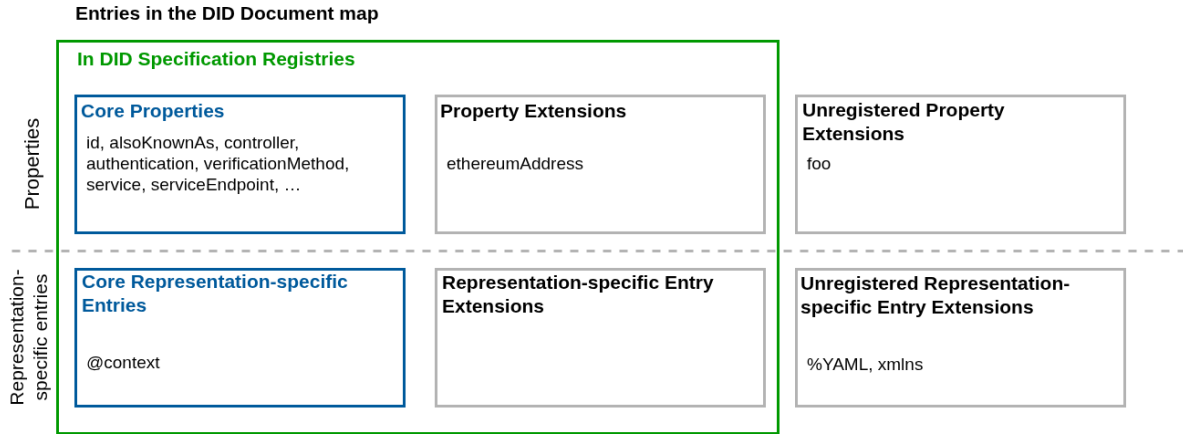 Entries in the DID Document map
In DID Specification Registries
Properties
Core Properties
id, alsoKnownAs, controller,
authentication, verificationMethod,
service, serviceEndpoint, …
Property Extensions
ethereumAddress
Unregistered Property
Extensions
foo
Representation-
specific entries
Core Representation-specific
Entries
@context
Representation-specific Entry
Extensions
Unregistered Representation-
specific Entry Extensions
%YAML, xmlns